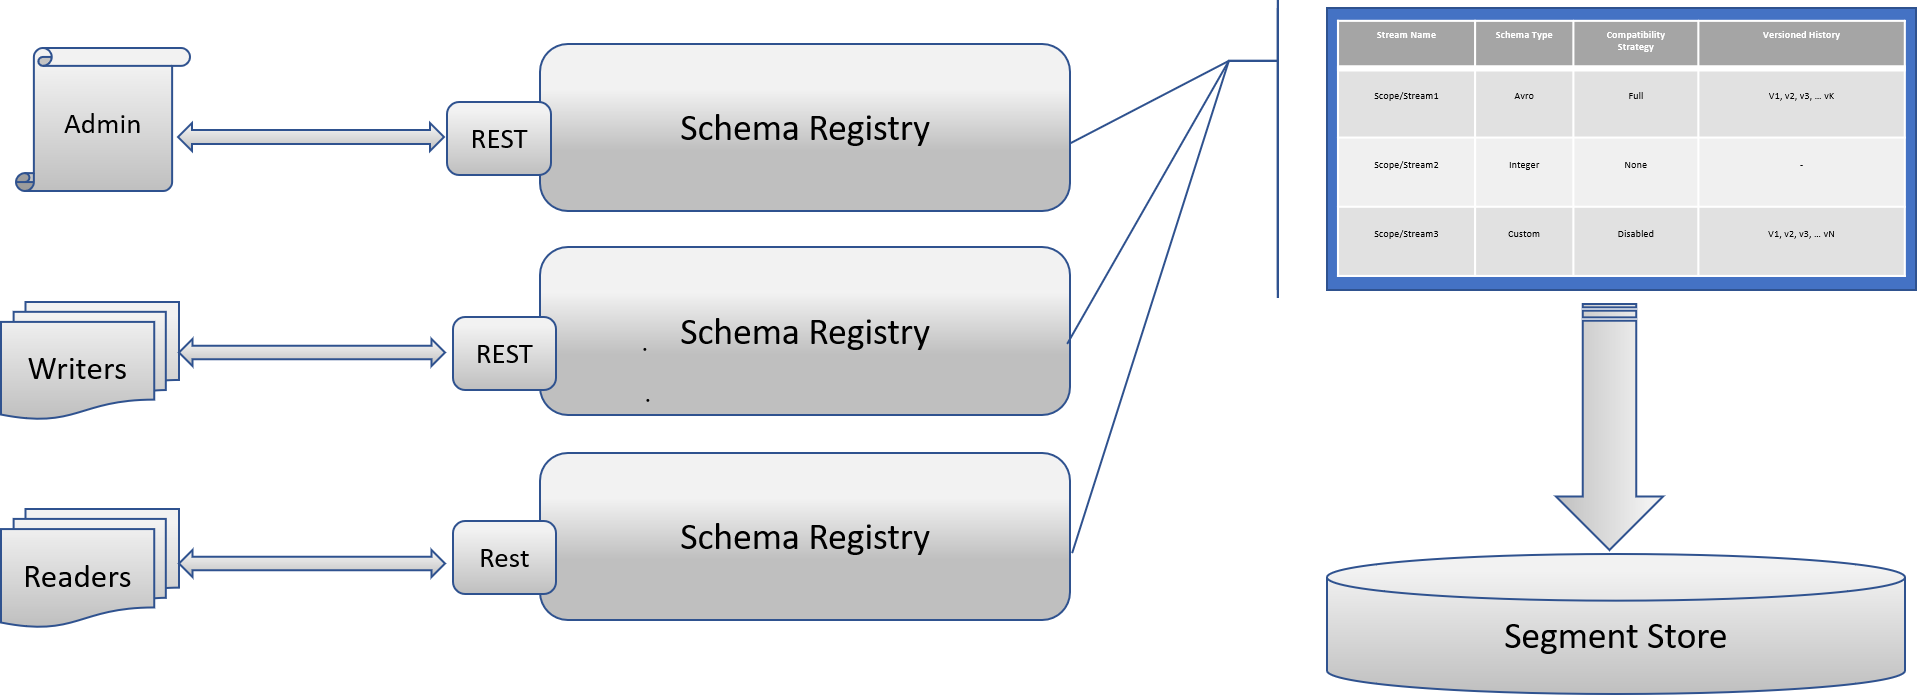 Admin
REST
Schema Registry
Writers
REST
Schema Registry
Readers
Rest
Schema Registry
Stream Name
Schema Type
Compatibility
Strategy
Versioned History
Scope/Stream1
Avro
Full
V1, v2, v3, ... vK
Scope/Stream2
Integer
None
-
Scope/Stream3
Custom
Disabled
V1, v2, v3, ... vN
Segment Store